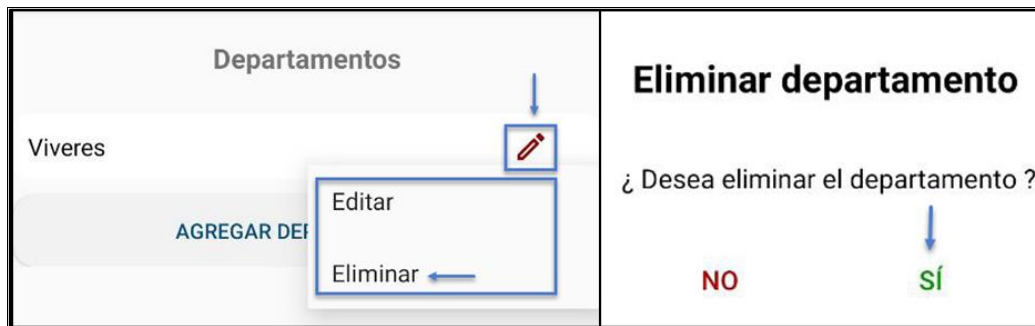 Departamentos
Viveres
Editar
AGREGAR DEP
Eliminar
Eliminar departamento
¿ Desea eliminar el departamento ?
NO
SÍ